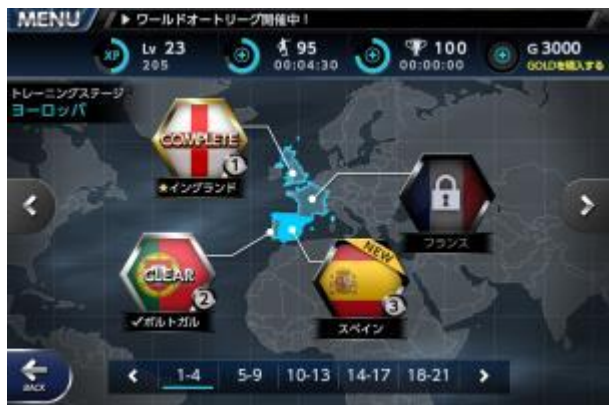 MENU
▶ワールドオートリーグ開催中！
XP
Lv 23
205
95
00:04:30
100
00:00:00
G 3000
GOLDを購入する
トレーニングステージ
ヨーロッパ
COMPLETE
1
★イングランド
フランス
CLEAR
2
✓ポルトガル
NEW
3
スペイン
BACK
1-4 5-9 10-13 14-17 18-21